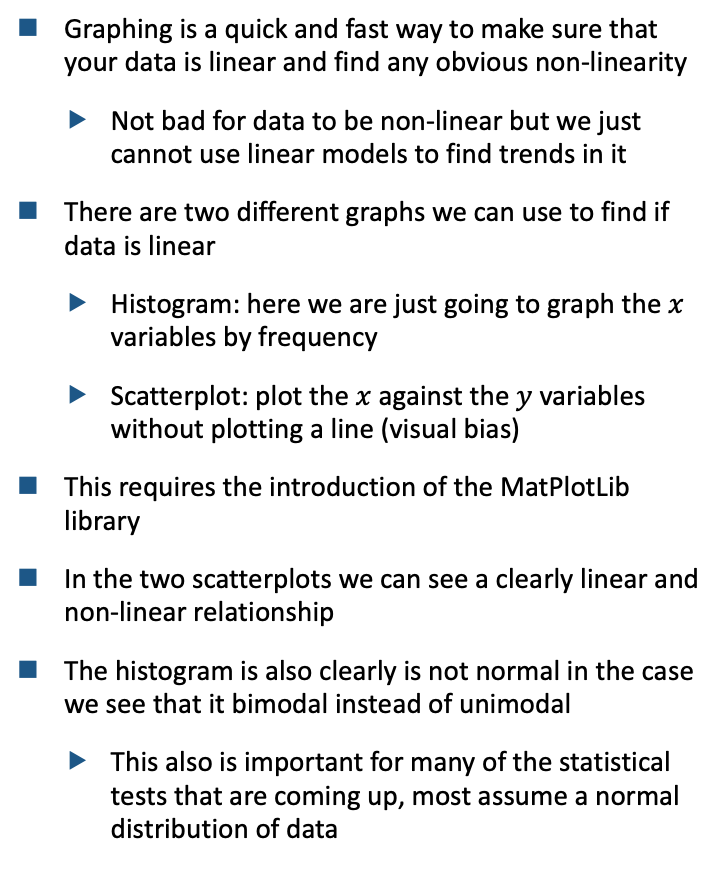 Graphing is a quick and fast way to make sure that
your data is linear and find any obvious non-linearity
Not bad for data to be non-linear but we just
cannot use linear models to find trends in it
There are two different graphs we can use to find if
data is linear
Histogram: here we are just going to graph the x
variables by frequency
Scatterplot: plot the x against the y variables
without plotting a line (visual bias)
This requires the introduction of the MatPlotLib
library
In the two scatterplots we can see a clearly linear and
non-linear relationship
The histogram is also clearly is not normal in the case
we see that it bimodal instead of unimodal
This also is important for many of the statistical
tests that are coming up, most assume a normal
distribution of data